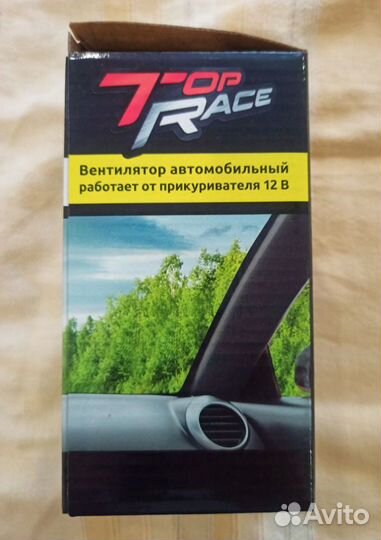 TOP
RACE
Вентилятор автомобильный
работает от прикуривателя 12 В
Avito